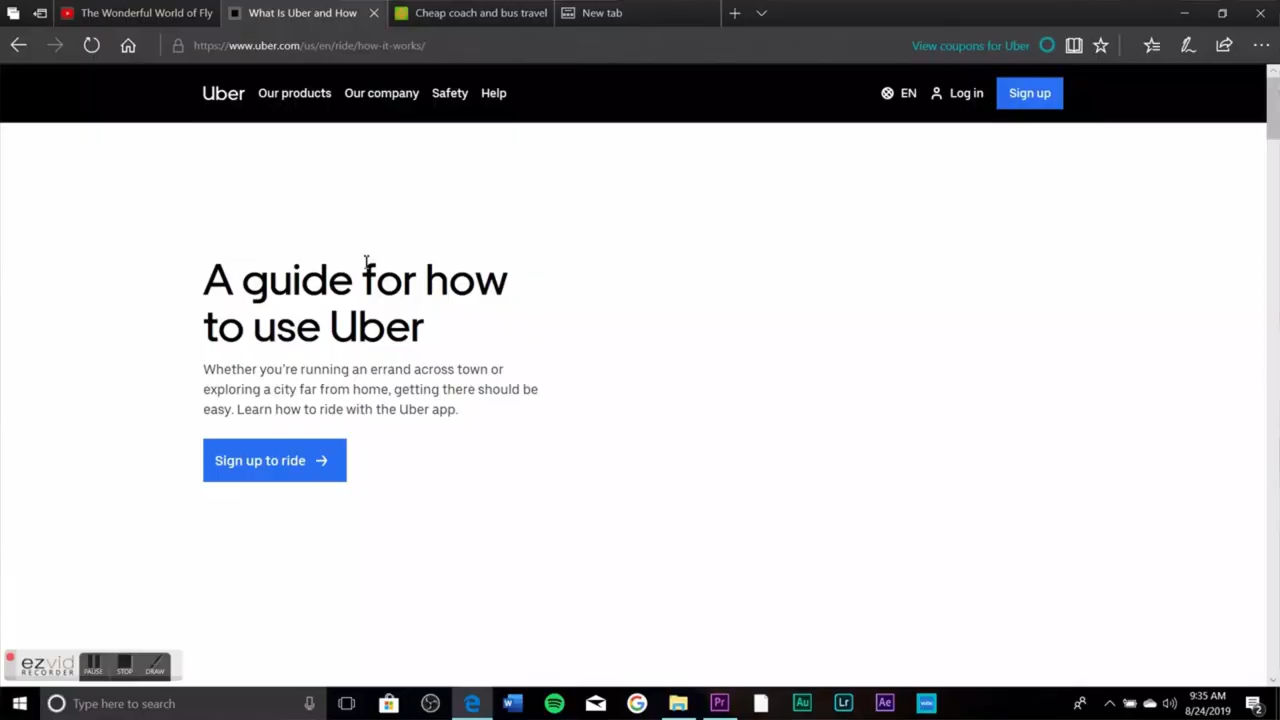 The Wonderful World of Fly
What Is Uber and How
Cheap coach and bus travel
New tab
https://www.uber.com/us/en/ride/how-it-works/
View coupons for Uber
Uber
Our products
Our company
Safety
Help
EN
Log in
Sign up
A guide for how
to use Uber
Whether you're running an errand across town or
exploring a city far from home, getting there should be
easy. Learn how to ride with the Uber app.
Sign up to ride
ezvid
RECORDER
PAUSE
STOP
DRAW
Type here to search
Pr
Au
Lr
Ae
9:35 AM
8/24/2019
2